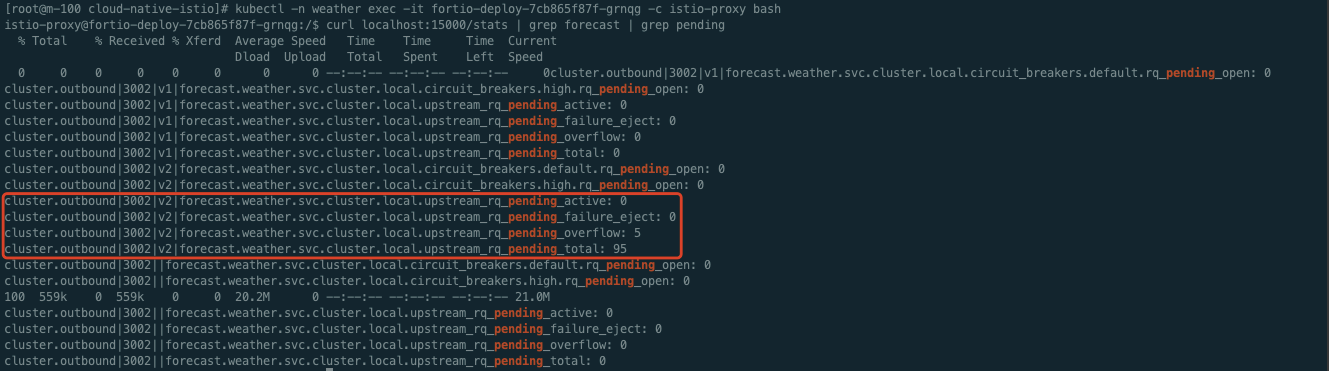 [root@m-100 cloud-native-istio]# kubectl -n weather exec -it fortio-deploy-7cb865f87f-grnqg -c istio-proxy bash
istio-proxy@fortio-deploy-7cb865f87f-grnqg:/$ curl localhost:15000/stats | grep forecast | grep pending
  % Total    % Received % Xferd  Average Speed   Time    Time     Time  Current
                                 Dload  Upload   Total   Spent    Left  Speed
  0     0    0     0    0     0      0      0 --:--:-- --:--:-- --:--:--     0cluster.outbound|3002|v1|forecast.weather.svc.cluster.local.circuit_breakers.default.rq_pending_open: 0
cluster.outbound|3002|v1|forecast.weather.svc.cluster.local.circuit_breakers.high.rq_pending_open: 0
cluster.outbound|3002|v1|forecast.weather.svc.cluster.local.upstream_rq_pending_active: 0
cluster.outbound|3002|v1|forecast.weather.svc.cluster.local.upstream_rq_pending_failure_eject: 0
cluster.outbound|3002|v1|forecast.weather.svc.cluster.local.upstream_rq_pending_overflow: 0
cluster.outbound|3002|v1|forecast.weather.svc.cluster.local.upstream_rq_pending_total: 0
cluster.outbound|3002|v2|forecast.weather.svc.cluster.local.circuit_breakers.default.rq_pending_open: 0
cluster.outbound|3002|v2|forecast.weather.svc.cluster.local.circuit_breakers.high.rq_pending_open: 0
cluster.outbound|3002|v2|forecast.weather.svc.cluster.local.upstream_rq_pending_active: 0
cluster.outbound|3002|v2|forecast.weather.svc.cluster.local.upstream_rq_pending_failure_eject: 0
cluster.outbound|3002|v2|forecast.weather.svc.cluster.local.upstream_rq_pending_overflow: 5
cluster.outbound|3002|v2|forecast.weather.svc.cluster.local.upstream_rq_pending_total: 95
cluster.outbound|3002||forecast.weather.svc.cluster.local.circuit_breakers.default.rq_pending_open: 0
cluster.outbound|3002||forecast.weather.svc.cluster.local.circuit_breakers.high.rq_pending_open: 0
100  559k    0  559k    0     0  20.2M      0 --:--:-- --:--:-- --:--:-- 21.0M
cluster.outbound|3002||forecast.weather.svc.cluster.local.upstream_rq_pending_active: 0
cluster.outbound|3002||forecast.weather.svc.cluster.local.upstream_rq_pending_failure_eject: 0
cluster.outbound|3002||forecast.weather.svc.cluster.local.upstream_rq_pending_overflow: 0
cluster.outbound|3002||forecast.weather.svc.cluster.local.upstream_rq_pending_total: 0